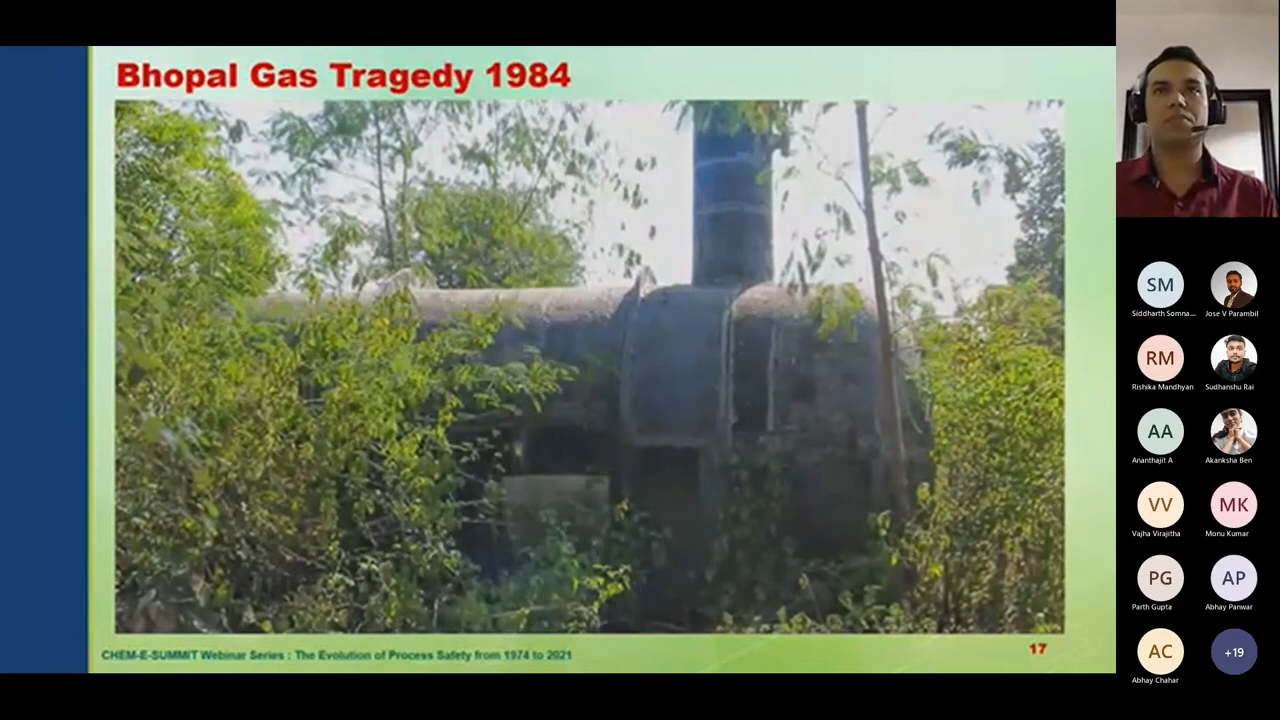 Bhopal Gas Tragedy 1984
CHEM-E-SUMMIT Webinar Series : The Evolution of Process Safety from 1974 to 2021
17
SM
Siddharth Somna...
Jose V Parambil
RM
Rishika Mandhyan
Sudhanshu Rai
AA
Ananthajit A
Akanksha Ben
VV
Vajha Virajitha
MK
Monu Kumar
PG
Parth Gupta
AP
Abhay Panwar
AC
Abhay Chahar
+19